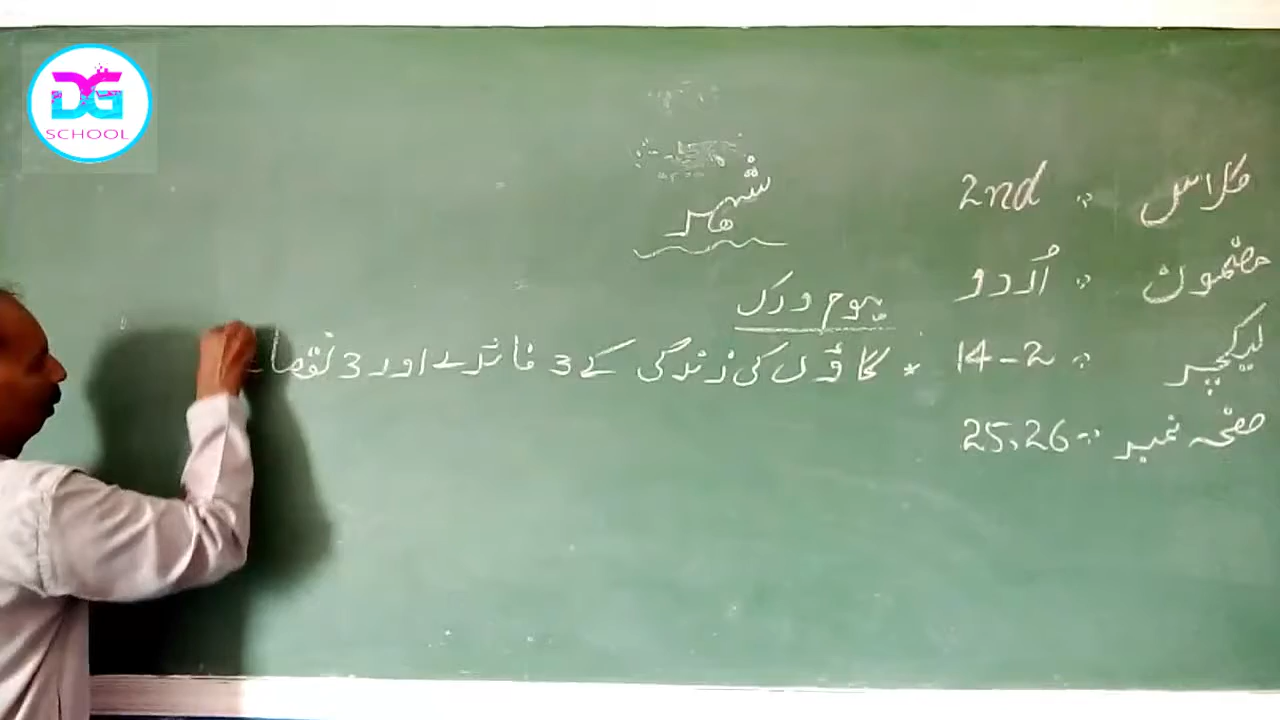 DG
SCHOOL
شہر
کلاس : 2nd
مضمون : اُردو
لیکچر : 14-2
صفحہ نمبر : 25،26
ہوم ورک
* گاؤں کی زندگی کے 3 فائدے اور 3 نقصا